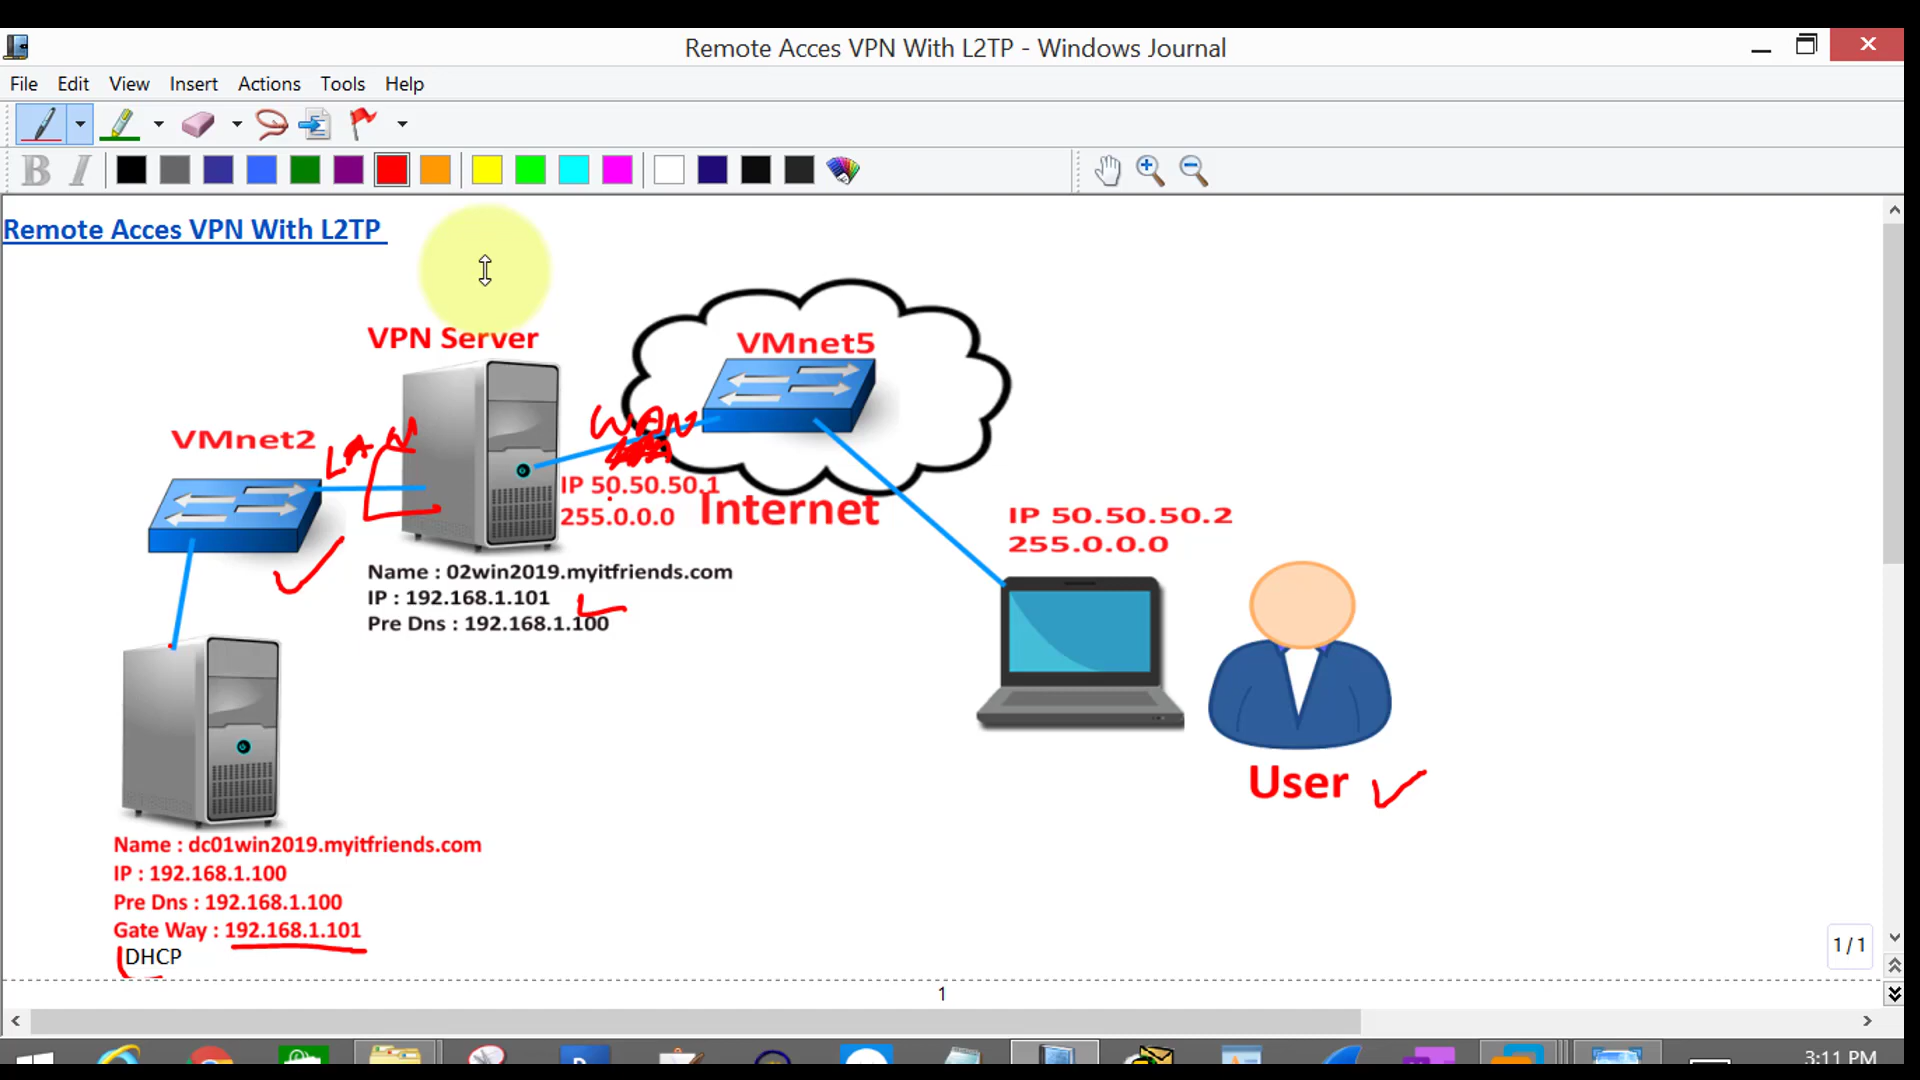 Remote Acces VPN With L2TP - Windows Journal
File Edit View Insert Actions Tools Help
B I
Remote Acces VPN With L2TP
VPN Server
VMnet5
WAN
VMnet2
LAN
IP 50.50.50.1
255.0.0.0
Internet
IP 50.50.50.2
255.0.0.0
Name : 02win2019.myitfriends.com
IP : 192.168.1.101
Pre Dns : 192.168.1.100
User
Name : dc01win2019.myitfriends.com
IP : 192.168.1.100
Pre Dns : 192.168.1.100
Gate Way : 192.168.1.101
DHCP
1 / 1
1
3:11 PM